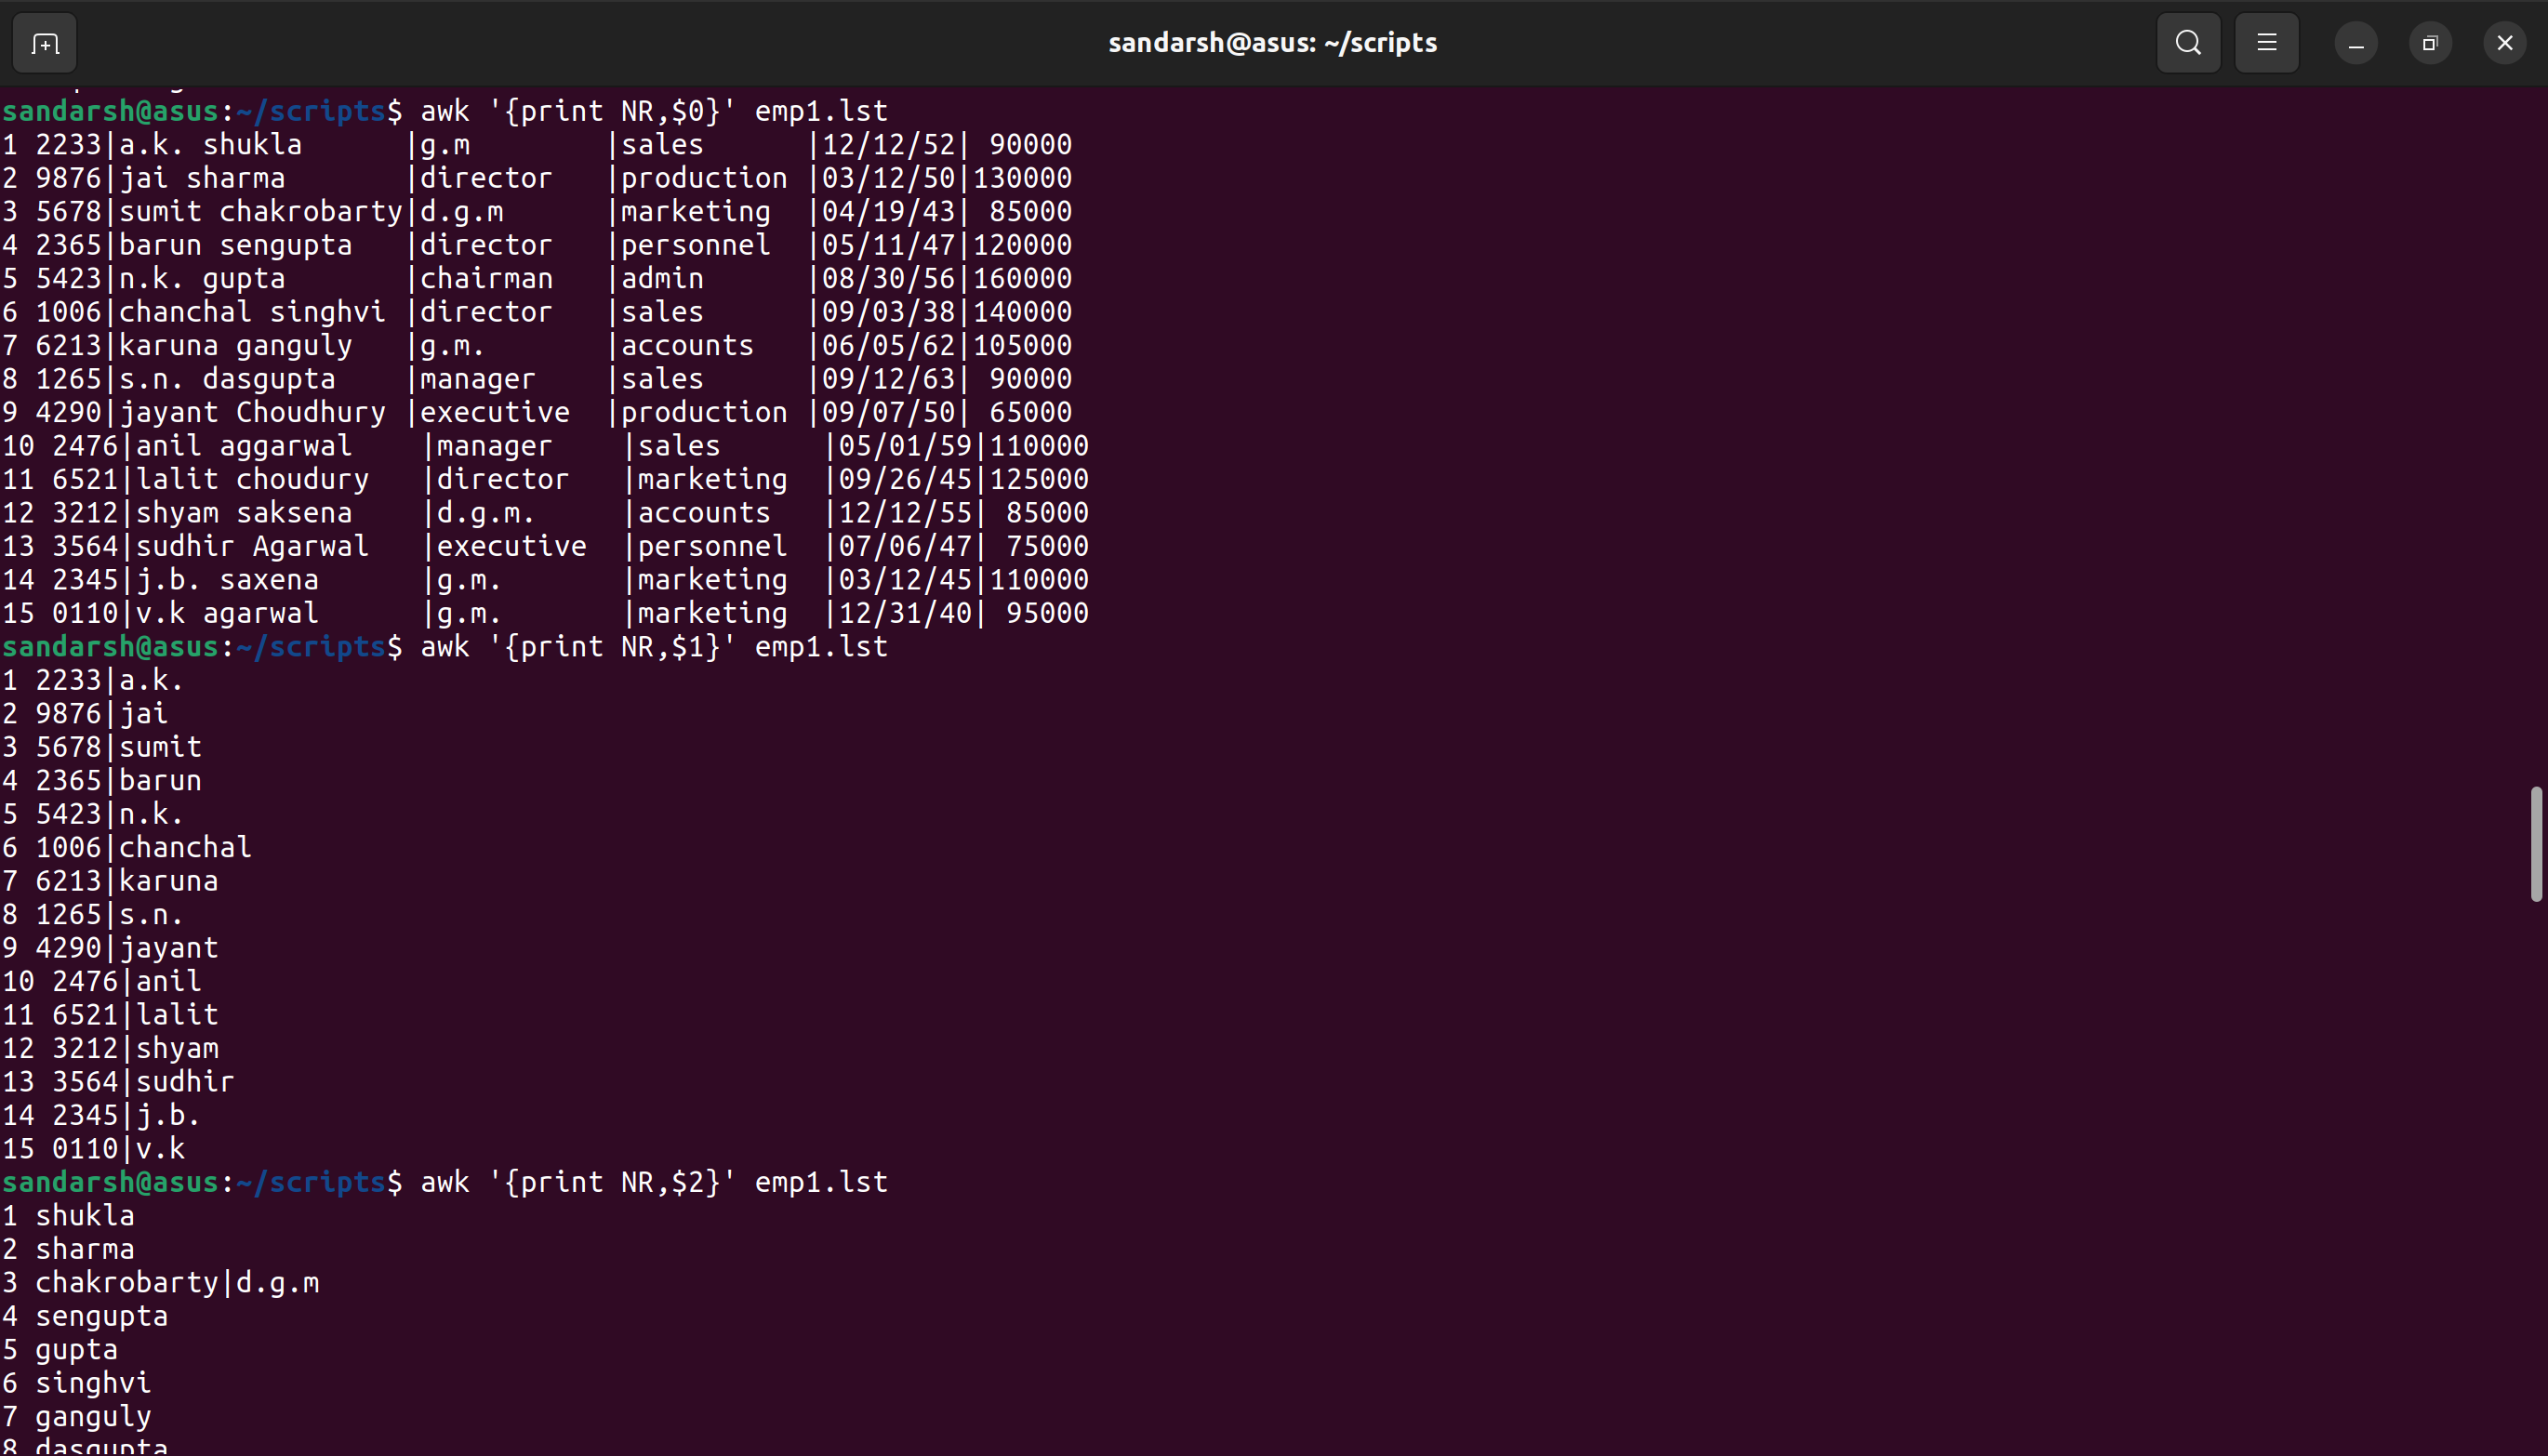 sandarsh@asus: ~/scripts
sandarsh@asus:~/scripts$ awk '{print NR,$0}' emp1.lst
1 2233|a.k. shukla      |g.m        |sales      |12/12/52| 90000
2 9876|jai sharma       |director   |production |03/12/50|130000
3 5678|sumit chakrobarty|d.g.m      |marketing  |04/19/43| 85000
4 2365|barun sengupta   |director   |personnel  |05/11/47|120000
5 5423|n.k. gupta       |chairman   |admin      |08/30/56|160000
6 1006|chanchal singhvi |director   |sales      |09/03/38|140000
7 6213|karuna ganguly   |g.m.       |accounts   |06/05/62|105000
8 1265|s.n. dasgupta    |manager    |sales      |09/12/63| 90000
9 4290|jayant Choudhury |executive  |production |09/07/50| 65000
10 2476|anil aggarwal    |manager    |sales      |05/01/59|110000
11 6521|lalit choudury   |director   |marketing  |09/26/45|125000
12 3212|shyam saksena    |d.g.m.     |accounts   |12/12/55| 85000
13 3564|sudhir Agarwal   |executive  |personnel  |07/06/47| 75000
14 2345|j.b. saxena      |g.m.       |marketing  |03/12/45|110000
15 0110|v.k agarwal      |g.m.       |marketing  |12/31/40| 95000
sandarsh@asus:~/scripts$ awk '{print NR,$1}' emp1.lst
1 2233|a.k.
2 9876|jai
3 5678|sumit
4 2365|barun
5 5423|n.k.
6 1006|chanchal
7 6213|karuna
8 1265|s.n.
9 4290|jayant
10 2476|anil
11 6521|lalit
12 3212|shyam
13 3564|sudhir
14 2345|j.b.
15 0110|v.k
sandarsh@asus:~/scripts$ awk '{print NR,$2}' emp1.lst
1 shukla
2 sharma
3 chakrobarty|d.g.m
4 sengupta
5 gupta
6 singhvi
7 ganguly
8 dasgupta